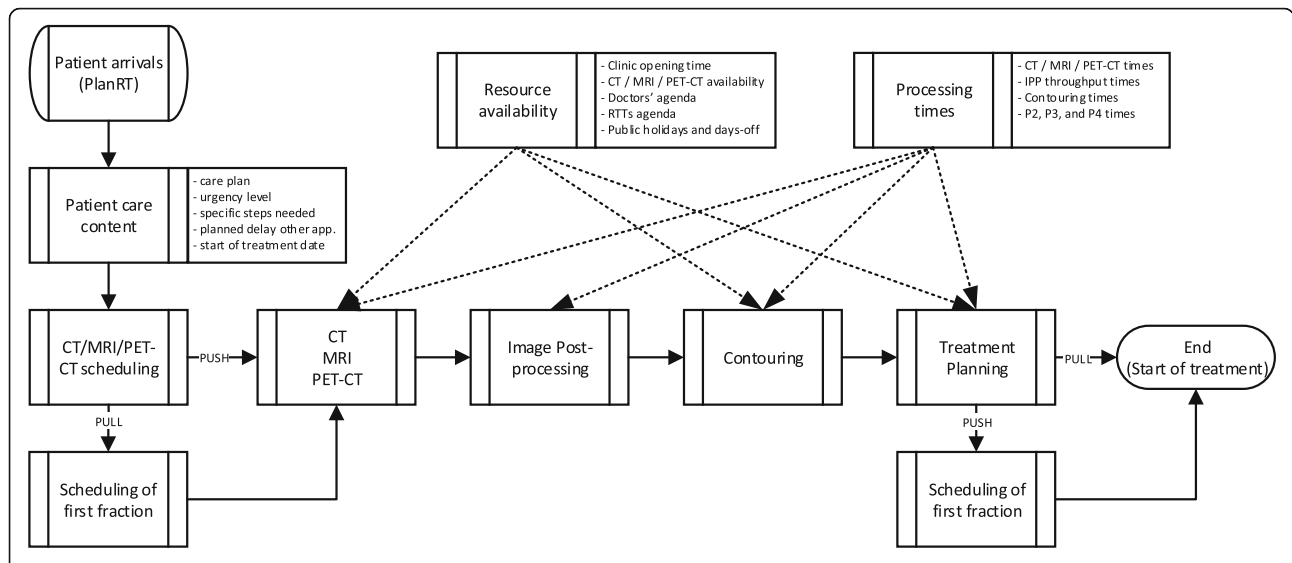 Patient arrivals
(PlanRT)
Resource
availability
- Clinic opening time
- CT / MRI / PET-CT availability
- Doctors' agenda
- RTTs agenda
- Public holidays and days-off
Processing
times
- CT / MRI / PET-CT times
- IPP throughput times
- Contouring times
- P2, P3, and P4 times
Patient care
content
- care plan
- urgency level
- specific steps needed
- planned delay other app.
- start of treatment date
CT/MRI/PET-
CT scheduling
PUSH
CT
MRI
PET-CT
Image Post-
processing
Contouring
Treatment
Planning
PULL
End
(Start of treatment)
PULL
PUSH
Scheduling of
first fraction
Scheduling of
first fraction